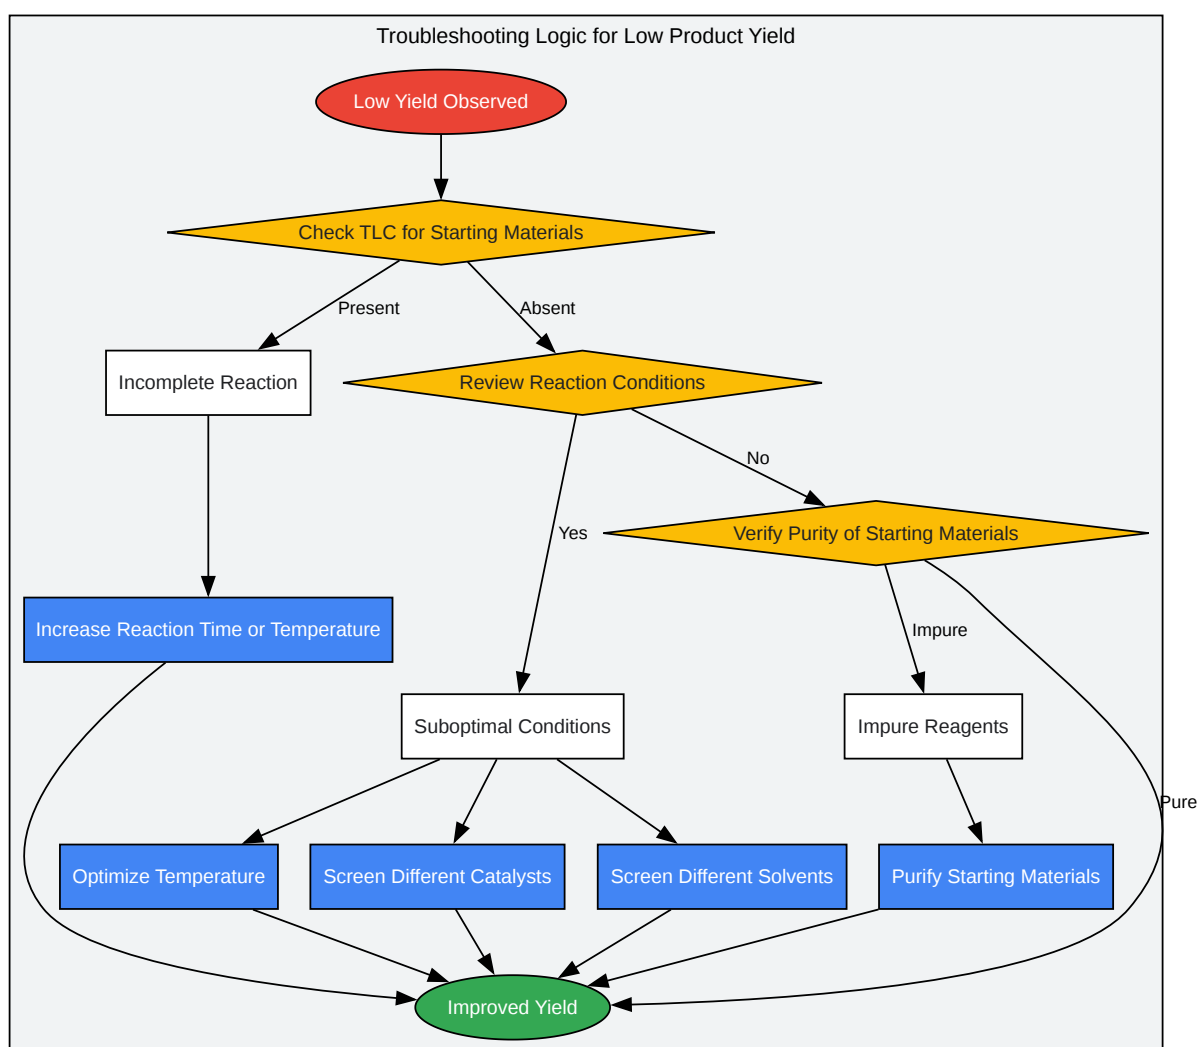 Troubleshooting Logic for Low Product Yield
Low Yield Observed
Check TLC for Starting Materials
Present
Absent
Incomplete Reaction
Review Reaction Conditions
No
Yes
Verify Purity of Starting Materials
Increase Reaction Time or Temperature
Impure
Suboptimal Conditions
Impure Reagents
Pure
Optimize Temperature
Screen Different Catalysts
Screen Different Solvents
Purify Starting Materials
Improved Yield